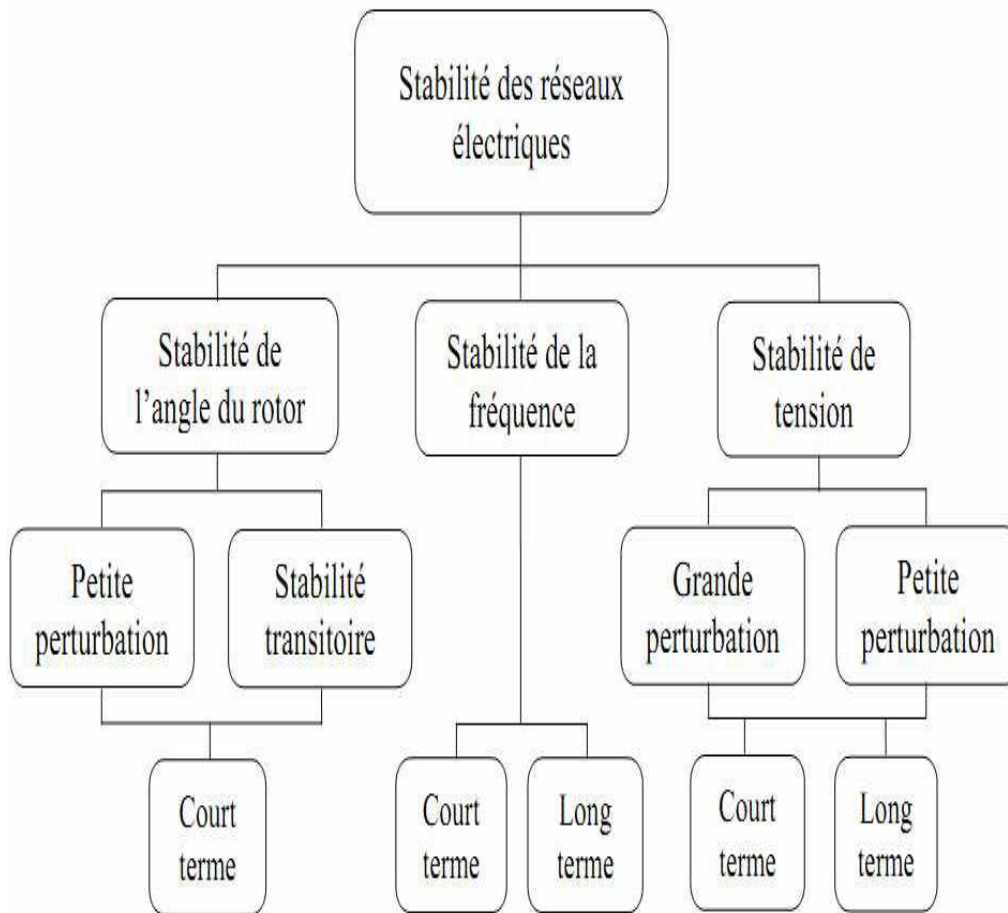 Stabilité des réseaux
électriques
Stabilité de
l’angle du rotor
Stabilité de la
fréquence
Stabilité de
tension
Petite
perturbation
Stabilité
transitoire
Grande
perturbation
Petite
perturbation
Court
terme
Court
terme
Long
terme
Court
terme
Long
terme